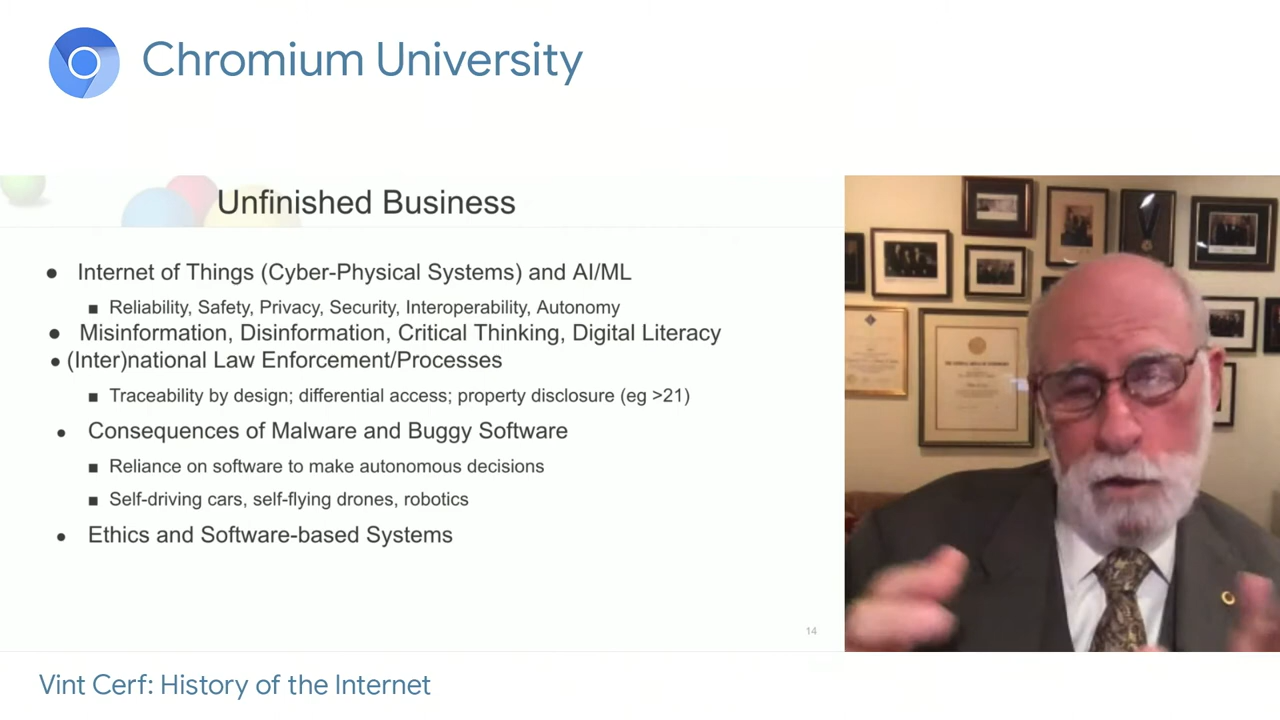 Chromium University
Unfinished Business
● Internet of Things (Cyber-Physical Systems) and AI/ML
■ Reliability, Safety, Privacy, Security, Interoperability, Autonomy
● Misinformation, Disinformation, Critical Thinking, Digital Literacy
● (Inter)national Law Enforcement/Processes
■ Traceability by design; differential access; property disclosure (eg >21)
● Consequences of Malware and Buggy Software
■ Reliance on software to make autonomous decisions
■ Self-driving cars, self-flying drones, robotics
● Ethics and Software-based Systems
14
Vint Cerf: History of the Internet